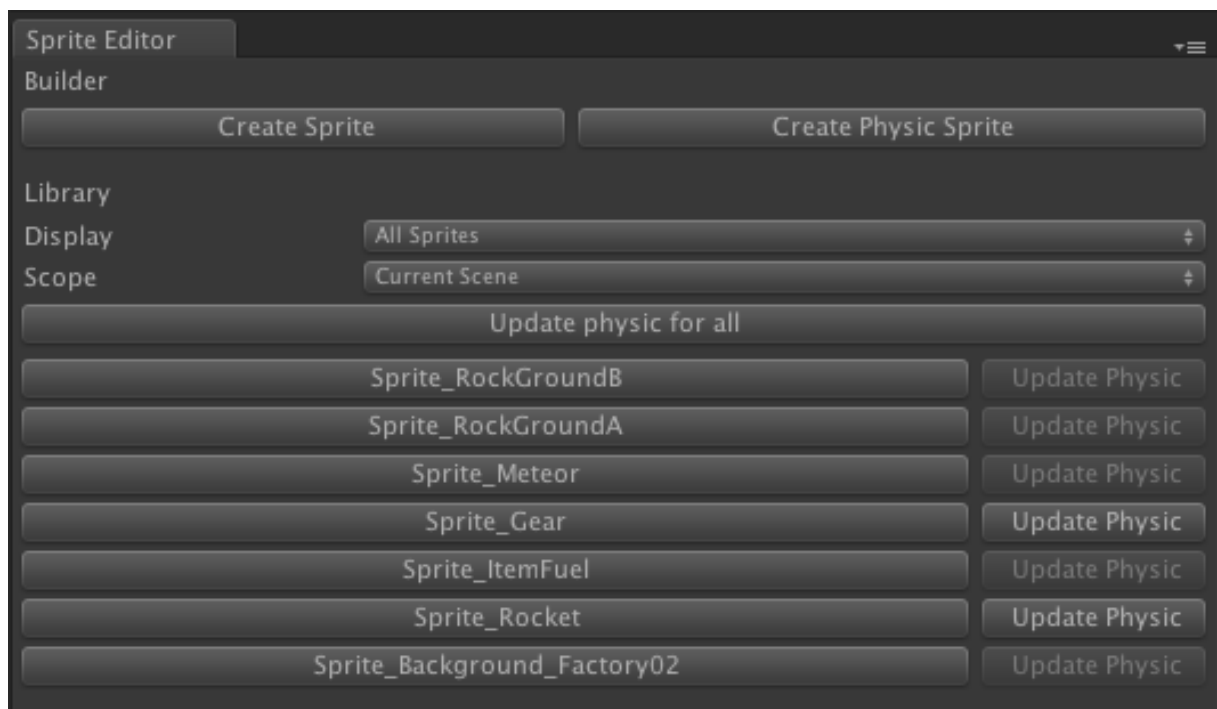 Sprite Editor
Builder
Create Sprite Create Physic Sprite
Library
Display All Sprites
Scope Current Scene
Update physic for all
Sprite_RockGroundB Update Physic
Sprite_RockGroundA Update Physic
Sprite_Meteor Update Physic
Sprite_Gear Update Physic
Sprite_ItemFuel Update Physic
Sprite_Rocket Update Physic
Sprite_Background_Factory02 Update Physic